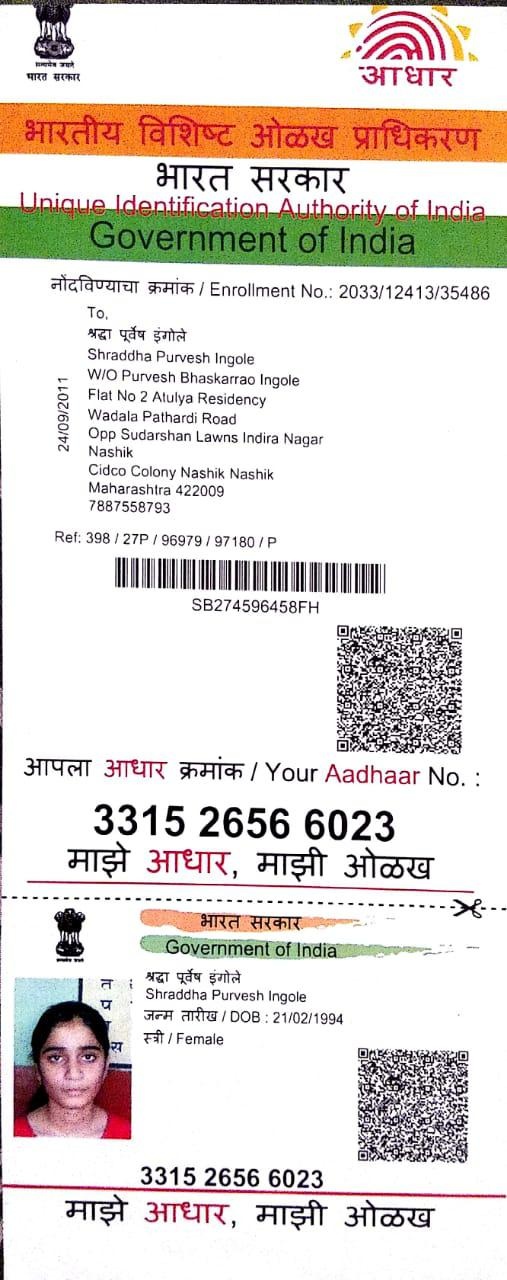 सत्यमेव जयते
भारत सरकार
आधार
भारतीय विशिष्ट ओळख प्राधिकरण
भारत सरकार
Unique Identification Authority of India
Government of India
नोंदविण्याचा क्रमांक / Enrollment No.: 2033/12413/35486
To,
श्रद्धा पूर्वेष इंगोले
Shraddha Purvesh Ingole
W/O Purvesh Bhaskarrao Ingole
Flat No 2 Atulya Residency
Wadala Pathardi Road
Opp Sudarshan Lawns Indira Nagar
Nashik
Cidco Colony Nashik Nashik
Maharashtra 422009
7887558793
24/09/2011
Ref: 398 / 27P / 96979 / 97180 / P
SB274596458FH
आपला आधार क्रमांक / Your Aadhaar No. :
3315 2656 6023
माझे आधार, माझी ओळख
भारत सरकार
Government of India
श्रद्धा पूर्वेष इंगोले
Shraddha Purvesh Ingole
जन्म तारीख / DOB : 21/02/1994
स्त्री / Female
3315 2656 6023
माझे आधार, माझी ओळख